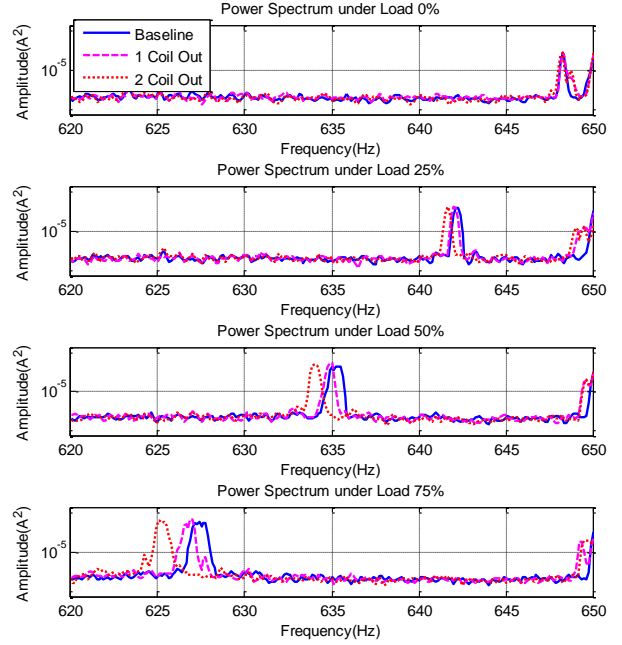 Power Spectrum under Load 0%
Baseline
1 Coil Out
2 Coil Out
Amplitude(A²)
10⁻⁵
620 625 630 635 640 645 650
Frequency(Hz)
Power Spectrum under Load 25%
Amplitude(A²)
10⁻⁵
620 625 630 635 640 645 650
Frequency(Hz)
Power Spectrum under Load 50%
Amplitude(A²)
10⁻⁵
620 625 630 635 640 645 650
Frequency(Hz)
Power Spectrum under Load 75%
Amplitude(A²)
10⁻⁵
620 625 630 635 640 645 650
Frequency(Hz)